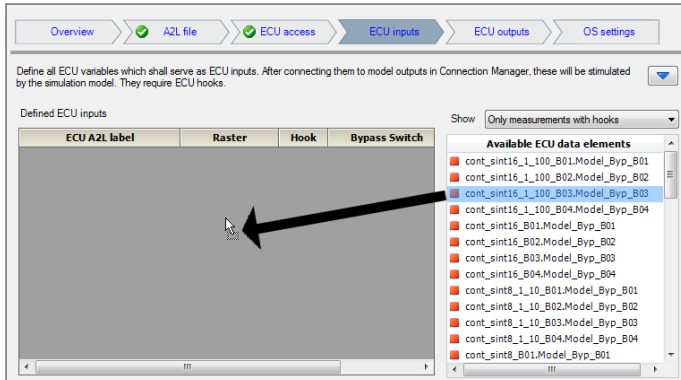 Overview
A2L file
ECU access
ECU inputs
ECU outputs
OS settings
Define all ECU variables which shall serve as ECU inputs. After connecting them to model outputs in Connection Manager, these will be stimulated
by the simulation model. They require ECU hooks.
Defined ECU inputs
Show Only measurements with hooks
ECU A2L label Raster Hook Bypass Switch
Available ECU data elements
cont_sint16_1_100_B01.Model_Byp_B01
cont_sint16_1_100_B02.Model_Byp_B02
cont_sint16_1_100_B03.Model_Byp_B03
cont_sint16_1_100_B04.Model_Byp_B04
cont_sint16_B01.Model_Byp_B01
cont_sint16_B02.Model_Byp_B02
cont_sint16_B03.Model_Byp_B03
cont_sint16_B04.Model_Byp_B04
cont_sint8_1_10_B01.Model_Byp_B01
cont_sint8_1_10_B02.Model_Byp_B02
cont_sint8_1_10_B03.Model_Byp_B03
cont_sint8_1_10_B04.Model_Byp_B04
cont_sint8_B01.Model_Byp_B01